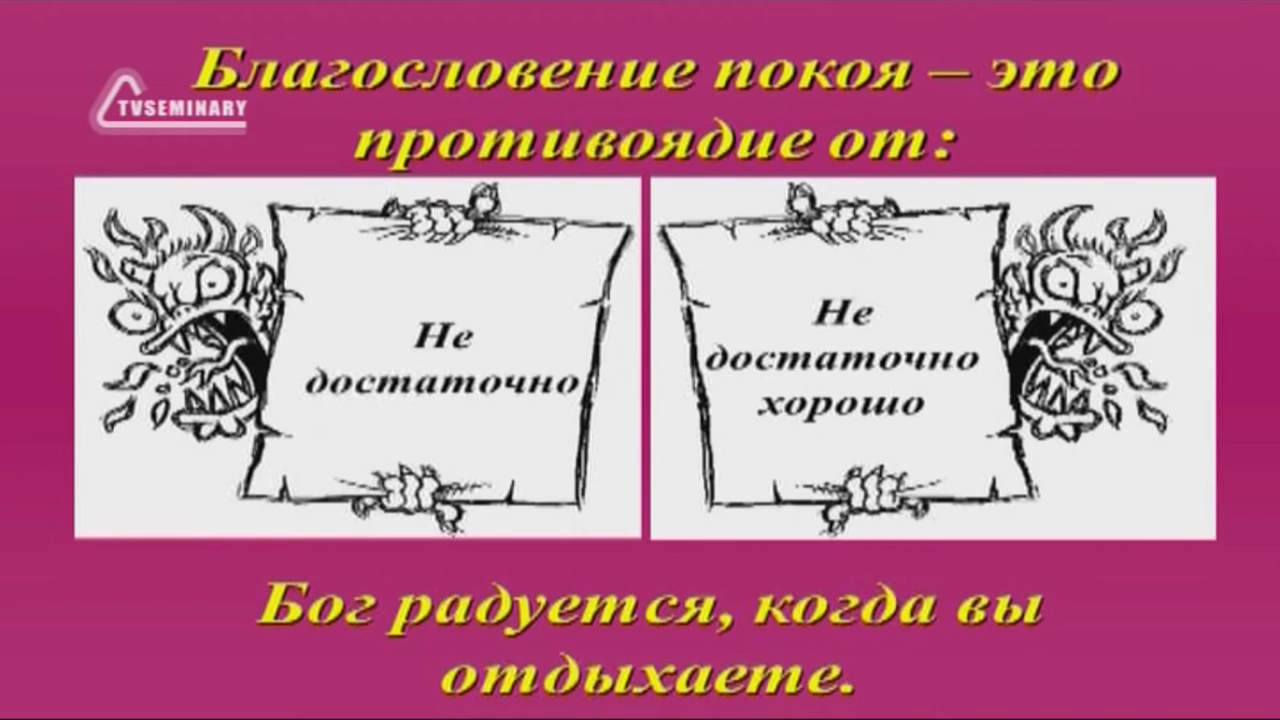 Благословение покоя – это
TVSEMINARY
противоядие от:
Не
достаточно
Не
достаточно
хорошо
Бог радуется, когда вы
отдыхаете.